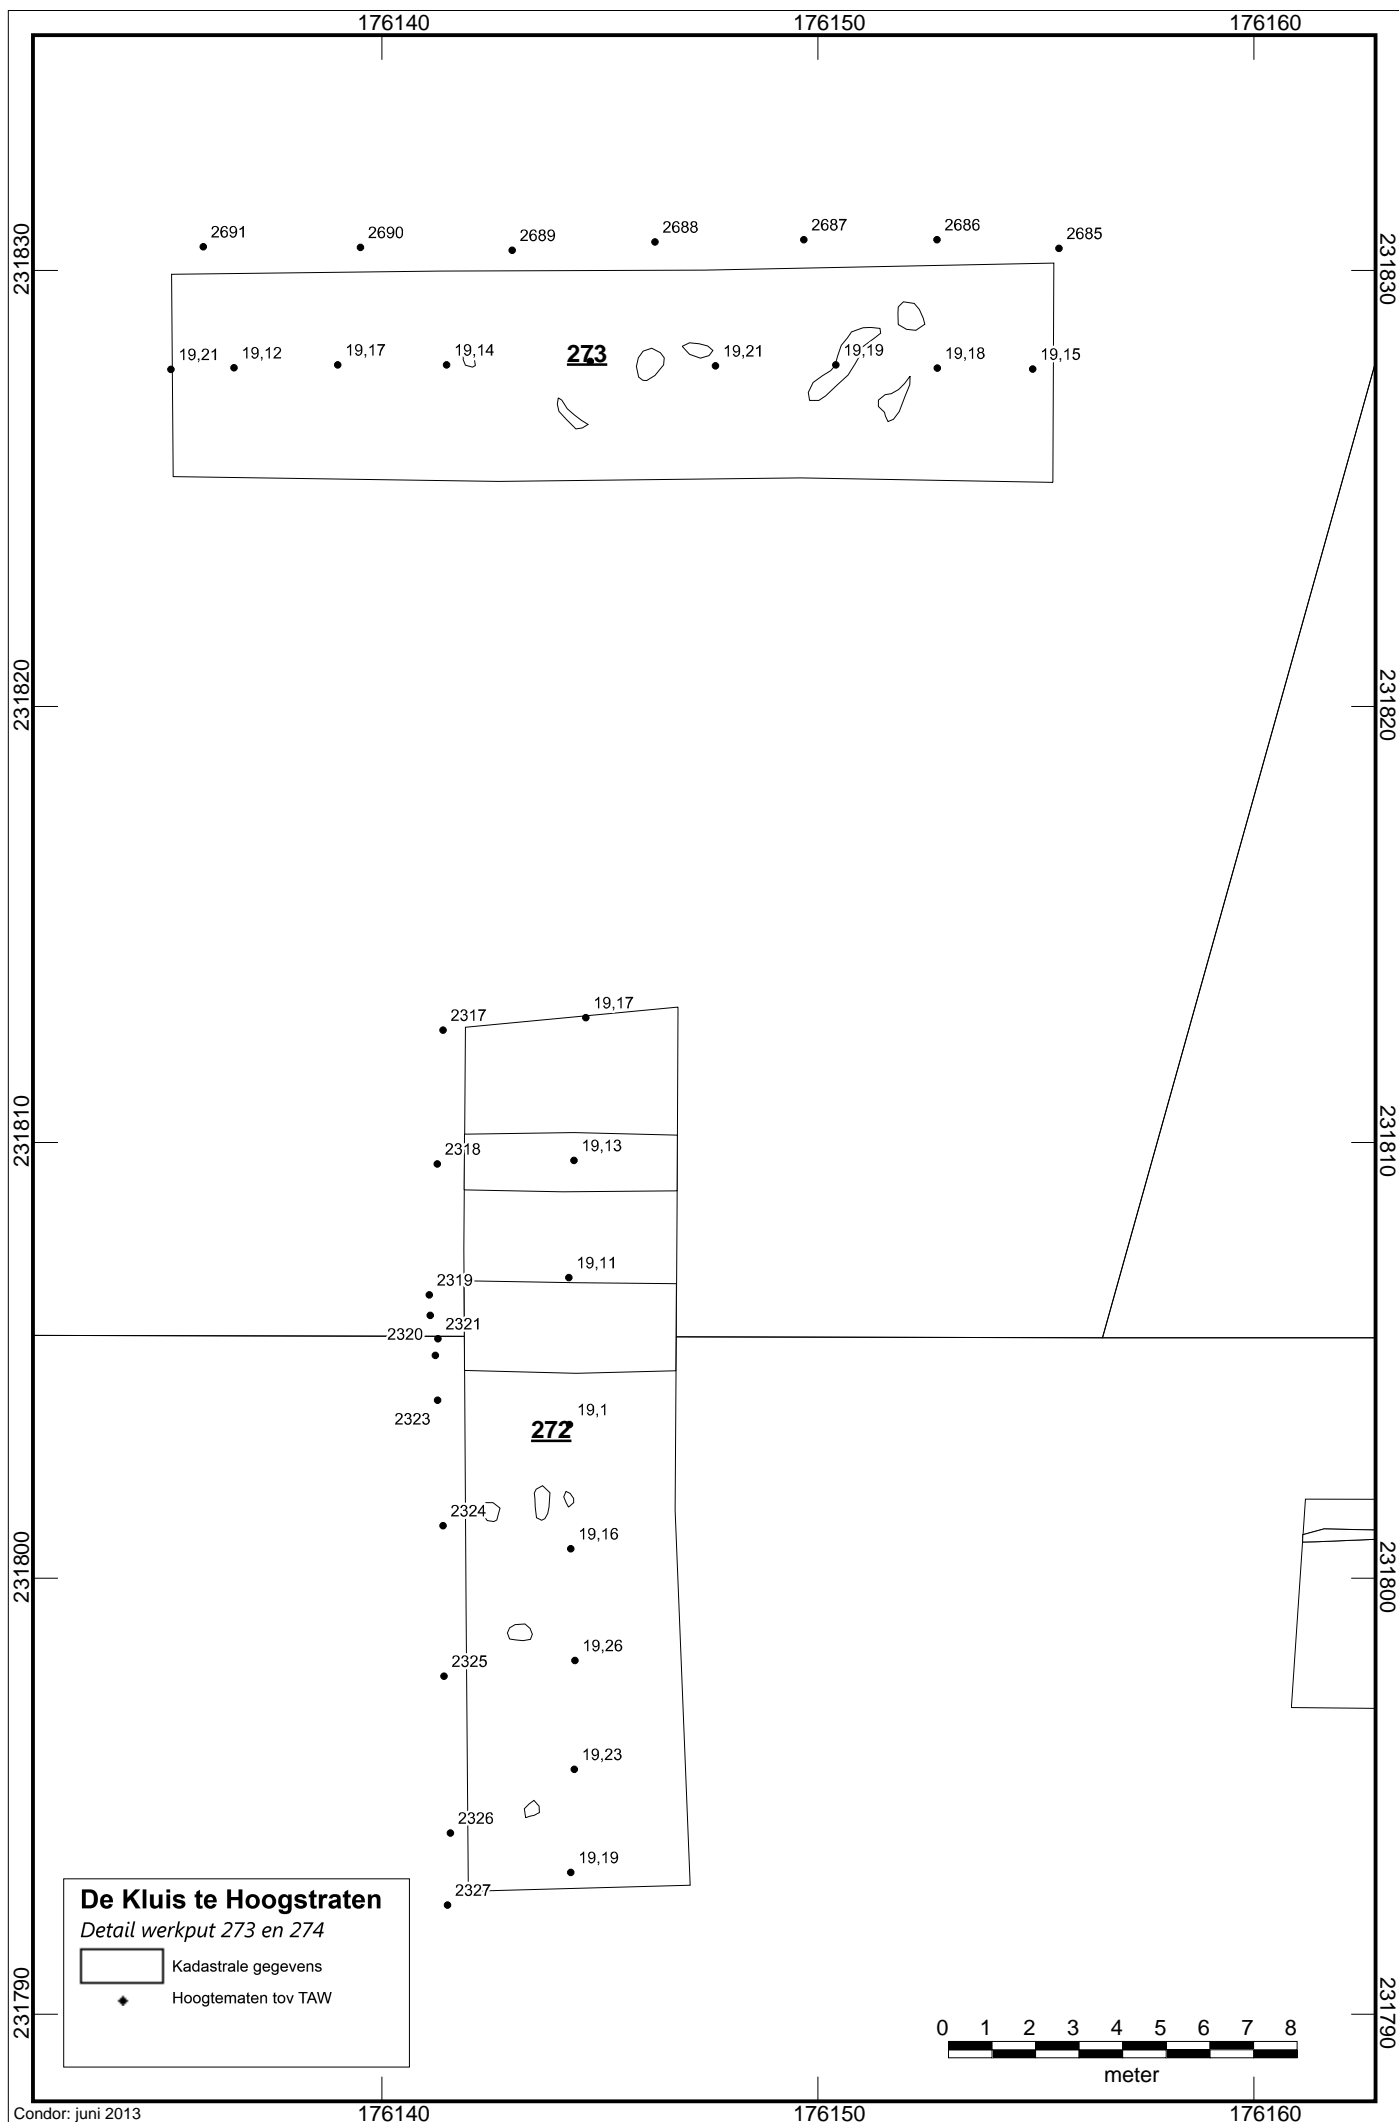 176140 176150 176160
2691 2690 2689 2688 2687 2686 2685
231830 231830
19,21 19,12 19,17 19,14 273 19,21 19,19 19,18 19,15
231820 231820
2317 19,17
231810 231810
2318 19,13
19,11
2319
2321
2320
19,1
2323
272
2324
19,16
231800 231800
19,26
2325
19,23
2326
19,19
2327
De Kluis te Hoogstraten
Detail werkput 273 en 274
Kadastrale gegevens
Hoogtematen tov TAW
231790 231790
0 1 2 3 4 5 6 7 8
meter
Condor: juni 2013
176140 176150 176160